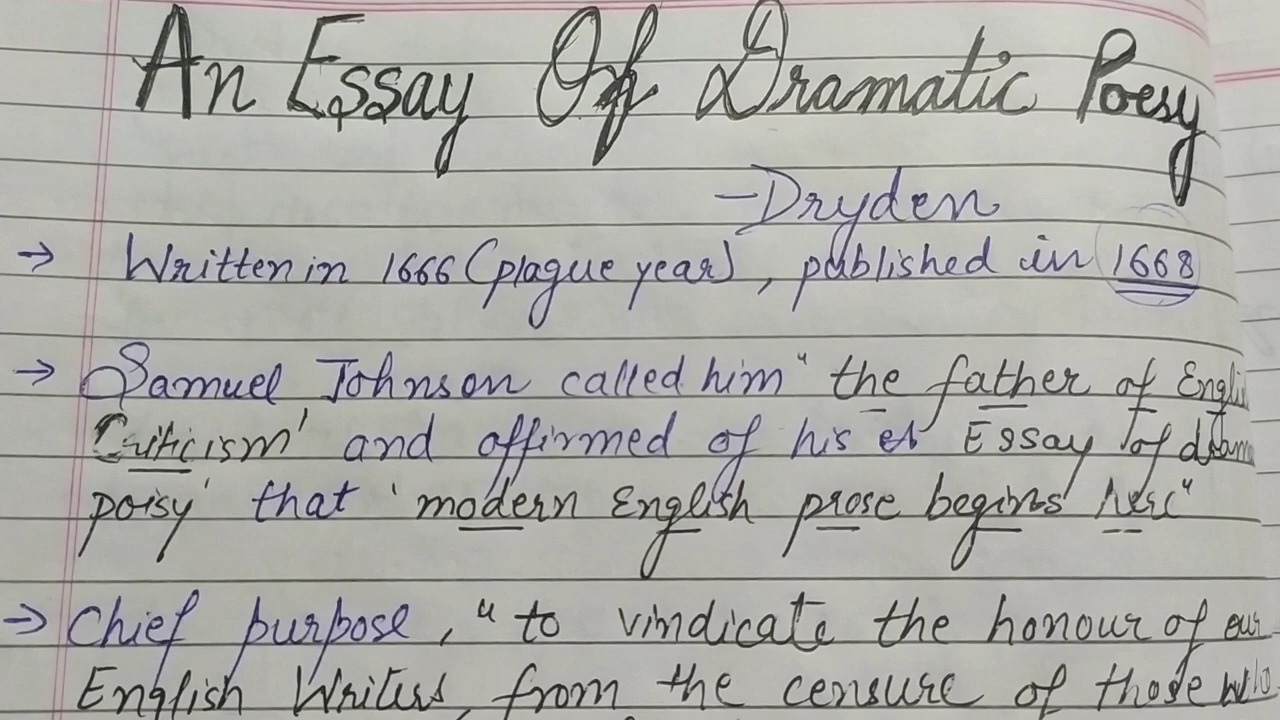 An Essay Of Dramatic Poesy
-Dryden
→ Written in 1666 (plague year), published in 1668
→ Samuel Johnson called him "the father of Engli
Criticism' and affirmed of his Essay of dram
poisy' that 'modern English prose begins here"
→ Chief purpose, "to vindicate the honour of our
English Writers, from the censure of those who